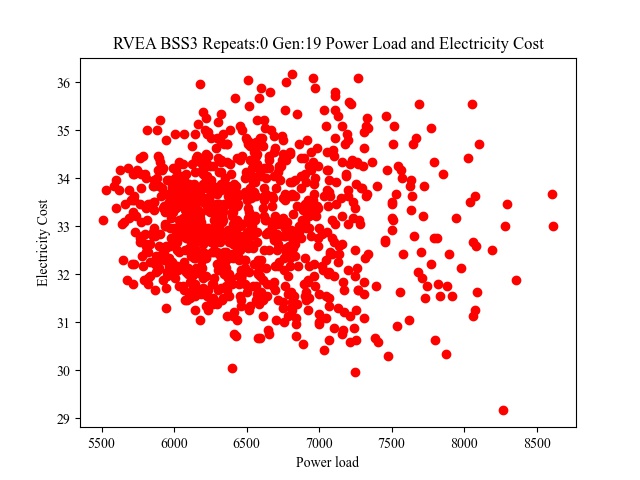 RVEA BSS3 Repeats:0 Gen:19 Power Load and Electricity Cost
36
35
34
33
32
31
30
29
Electricity Cost
5500 6000 6500 7000 7500 8000 8500
Power load